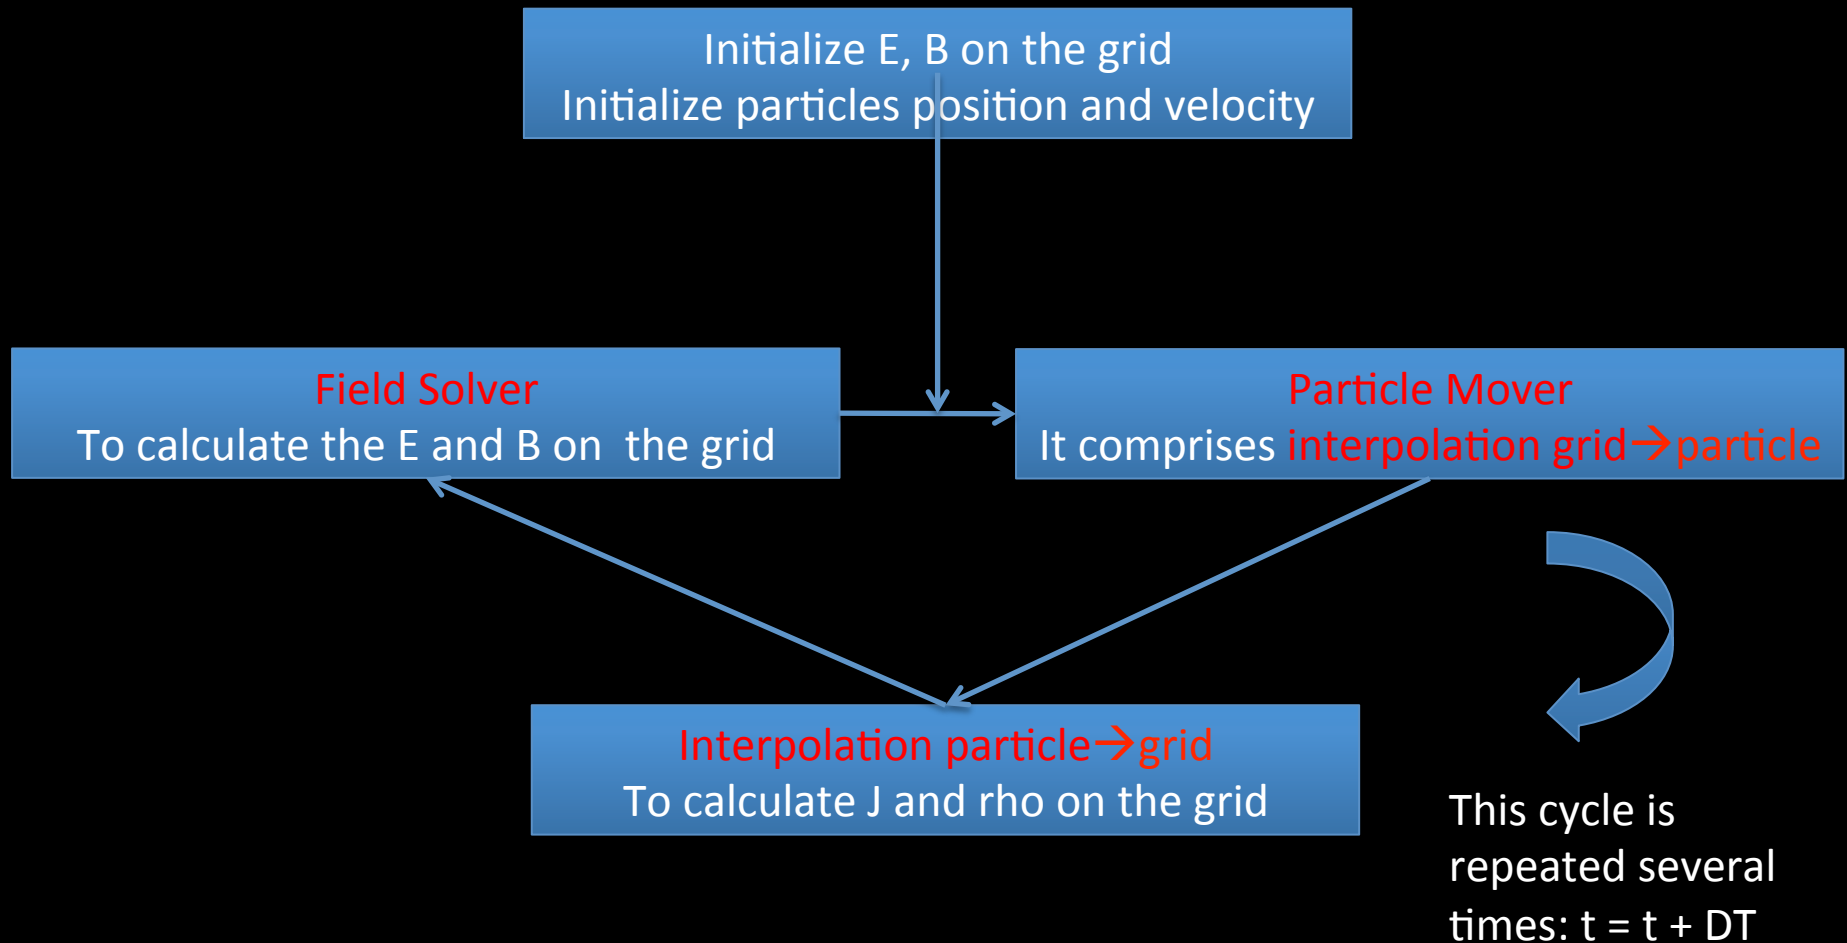 Initialize E, B on the grid
Initialize particles position and velocity
Field Solver
To calculate the E and B on the grid
Particle Mover
It comprises interpolation grid→particle
Interpolation particle→grid
To calculate J and rho on the grid
This cycle is
repeated several
times: t = t + DT